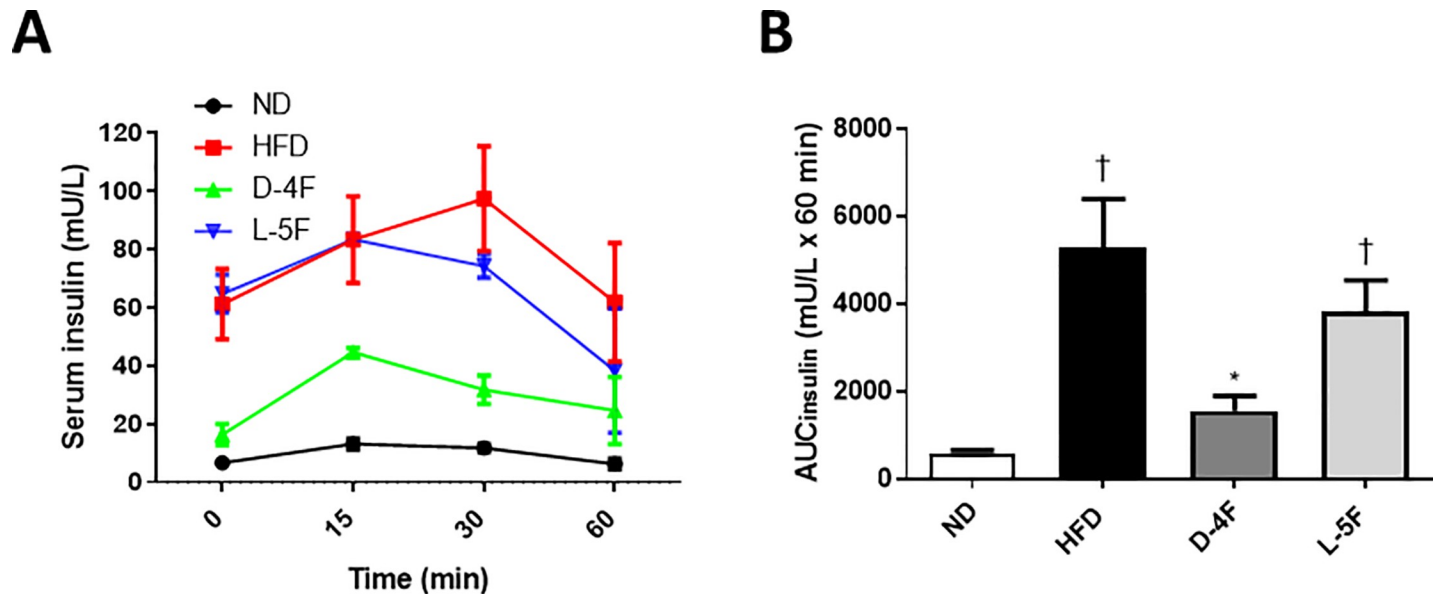 A
ND
HFD
D-4F
L-5F
Serum insulin (mU/L)
120
100
80
60
40
20
0
0 15 30 60
Time (min)
B
AUCinsulin (mU/L x 60 min)
8000
6000
4000
2000
0
†
*
†
ND HFD D-4F L-5F